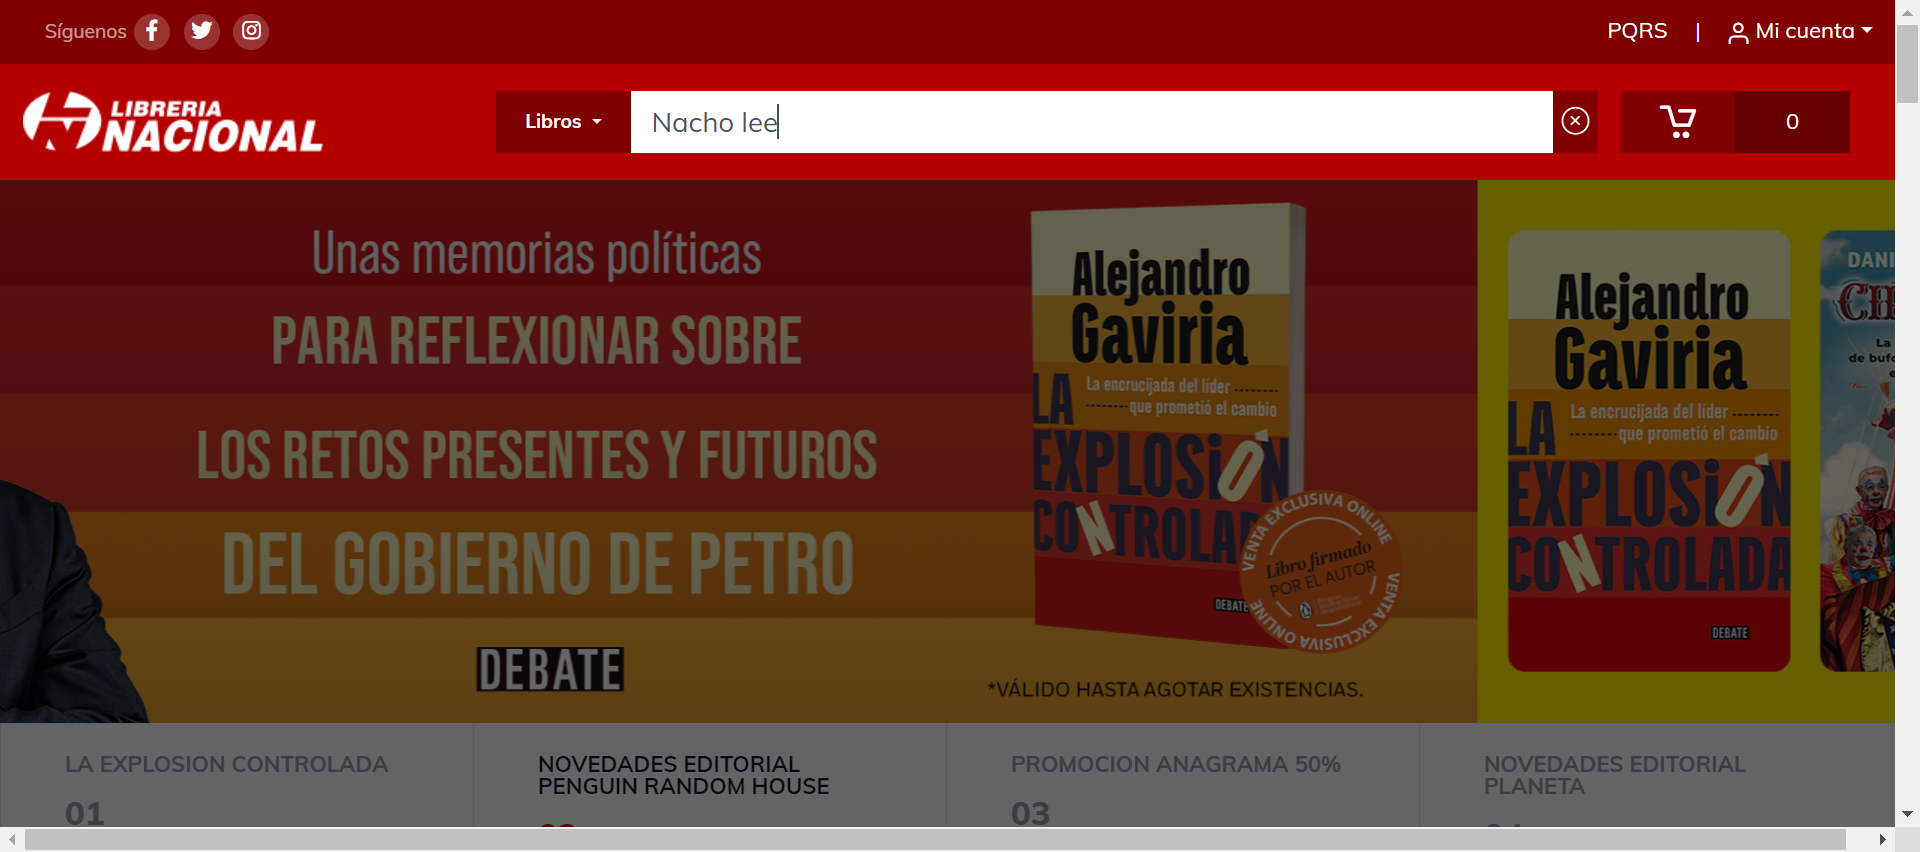 Síguenos
PQRS | Mi cuenta
LIBRERIA
NACIONAL
Libros
Nacho lee
0
Unas memorias políticas
PARA REFLEXIONAR SOBRE
LOS RETOS PRESENTES Y FUTUROS
DEL GOBIERNO DE PETRO
DEBATE
Alejandro
Gaviria
La encrucijada del líder
que prometió el cambio
LA
EXPLOSiÓN
CONTROLADA
DEBATE
VENTA EXCLUSIVA ONLINE
Libro firmado
POR EL AUTOR
VENTA EXCLUSIVA ONLINE
*VÁLIDO HASTA AGOTAR EXISTENCIAS.
Alejandro
Gaviria
La encrucijada del líder
que prometió el cambio
LA
EXPLOSiÓN
CONTROLADA
DEBATE
DANI
La
de bufo
LA EXPLOSION CONTROLADA
01
NOVEDADES EDITORIAL
PENGUIN RANDOM HOUSE
PROMOCION ANAGRAMA 50%
03
NOVEDADES EDITORIAL
PLANETA